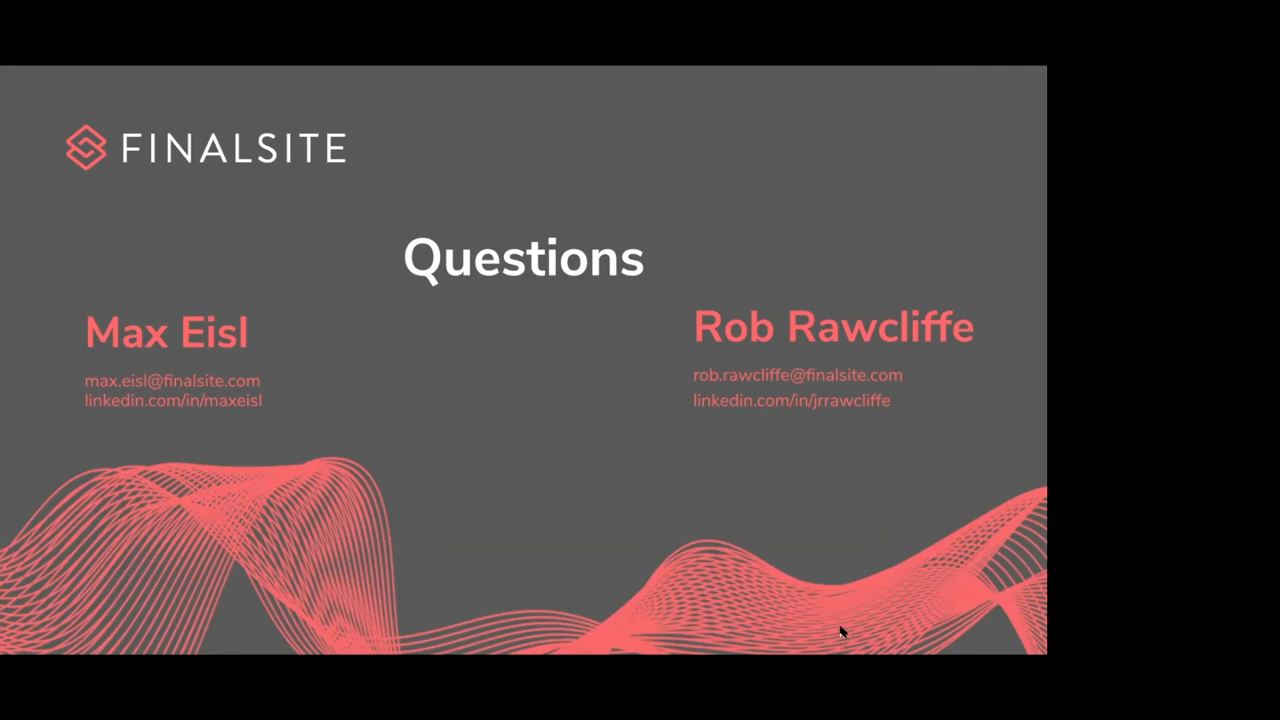 FINALSITE
Questions
Max Eisl
max.eisl@finalsite.com
linkedin.com/in/maxeisl
Rob Rawcliffe
rob.rawcliffe@finalsite.com
linkedin.com/in/jrrawcliffe